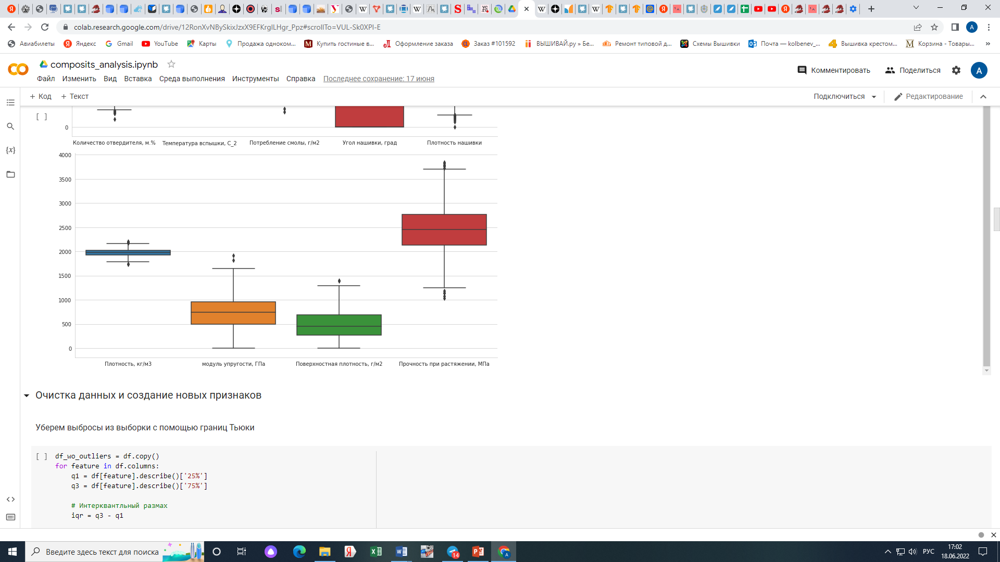 colab.research.google.com/drive/12RonXvNBySkixJzxX9EFKrgILHgr_Ppz#scrollTo=VUL-Sk0XPI-E
Авиабилеты Яндекс Gmail YouTube Карты Продажа одноком... Купить гостиные в... Оформление заказа Заказ #101592 ВЫШИВАЙ.ру » Бе... Ремонт типовой д... Схемы Вышивки Почта — kolbenev_... Вышивка крестом... Корзина - Товары... »
composits_analysis.ipynb
Комментировать Поделиться A
Файл Изменить Вид Вставка Среда выполнения Инструменты Справка Последнее сохранение: 17 июня
+ Код + Текст Подключиться Редактирование
[ ]
0
Количество отвердителя, м.% Температура вспышки, С_2 Потребление смолы, г/м2 Угол нашивки, град Плотность нашивки
{x}
4000
3500
3000
2500
2000
1500
1000
500
0
Плотность, кг/м3 модуль упругости, ГПа Поверхностная плотность, г/м2 Прочность при растяжении, МПа
Очистка данных и создание новых признаков
Уберем выбросы из выборки с помощью границ Тьюки
[ ] df_wo_outliers = df.copy()
for feature in df.columns:
q1 = df[feature].describe()['25%']
q3 = df[feature].describe()['75%']
# Интерквантльный размах
iqr = q3 - q1
Введите здесь текст для поиска
14
РУС
17:02
18.06.2022